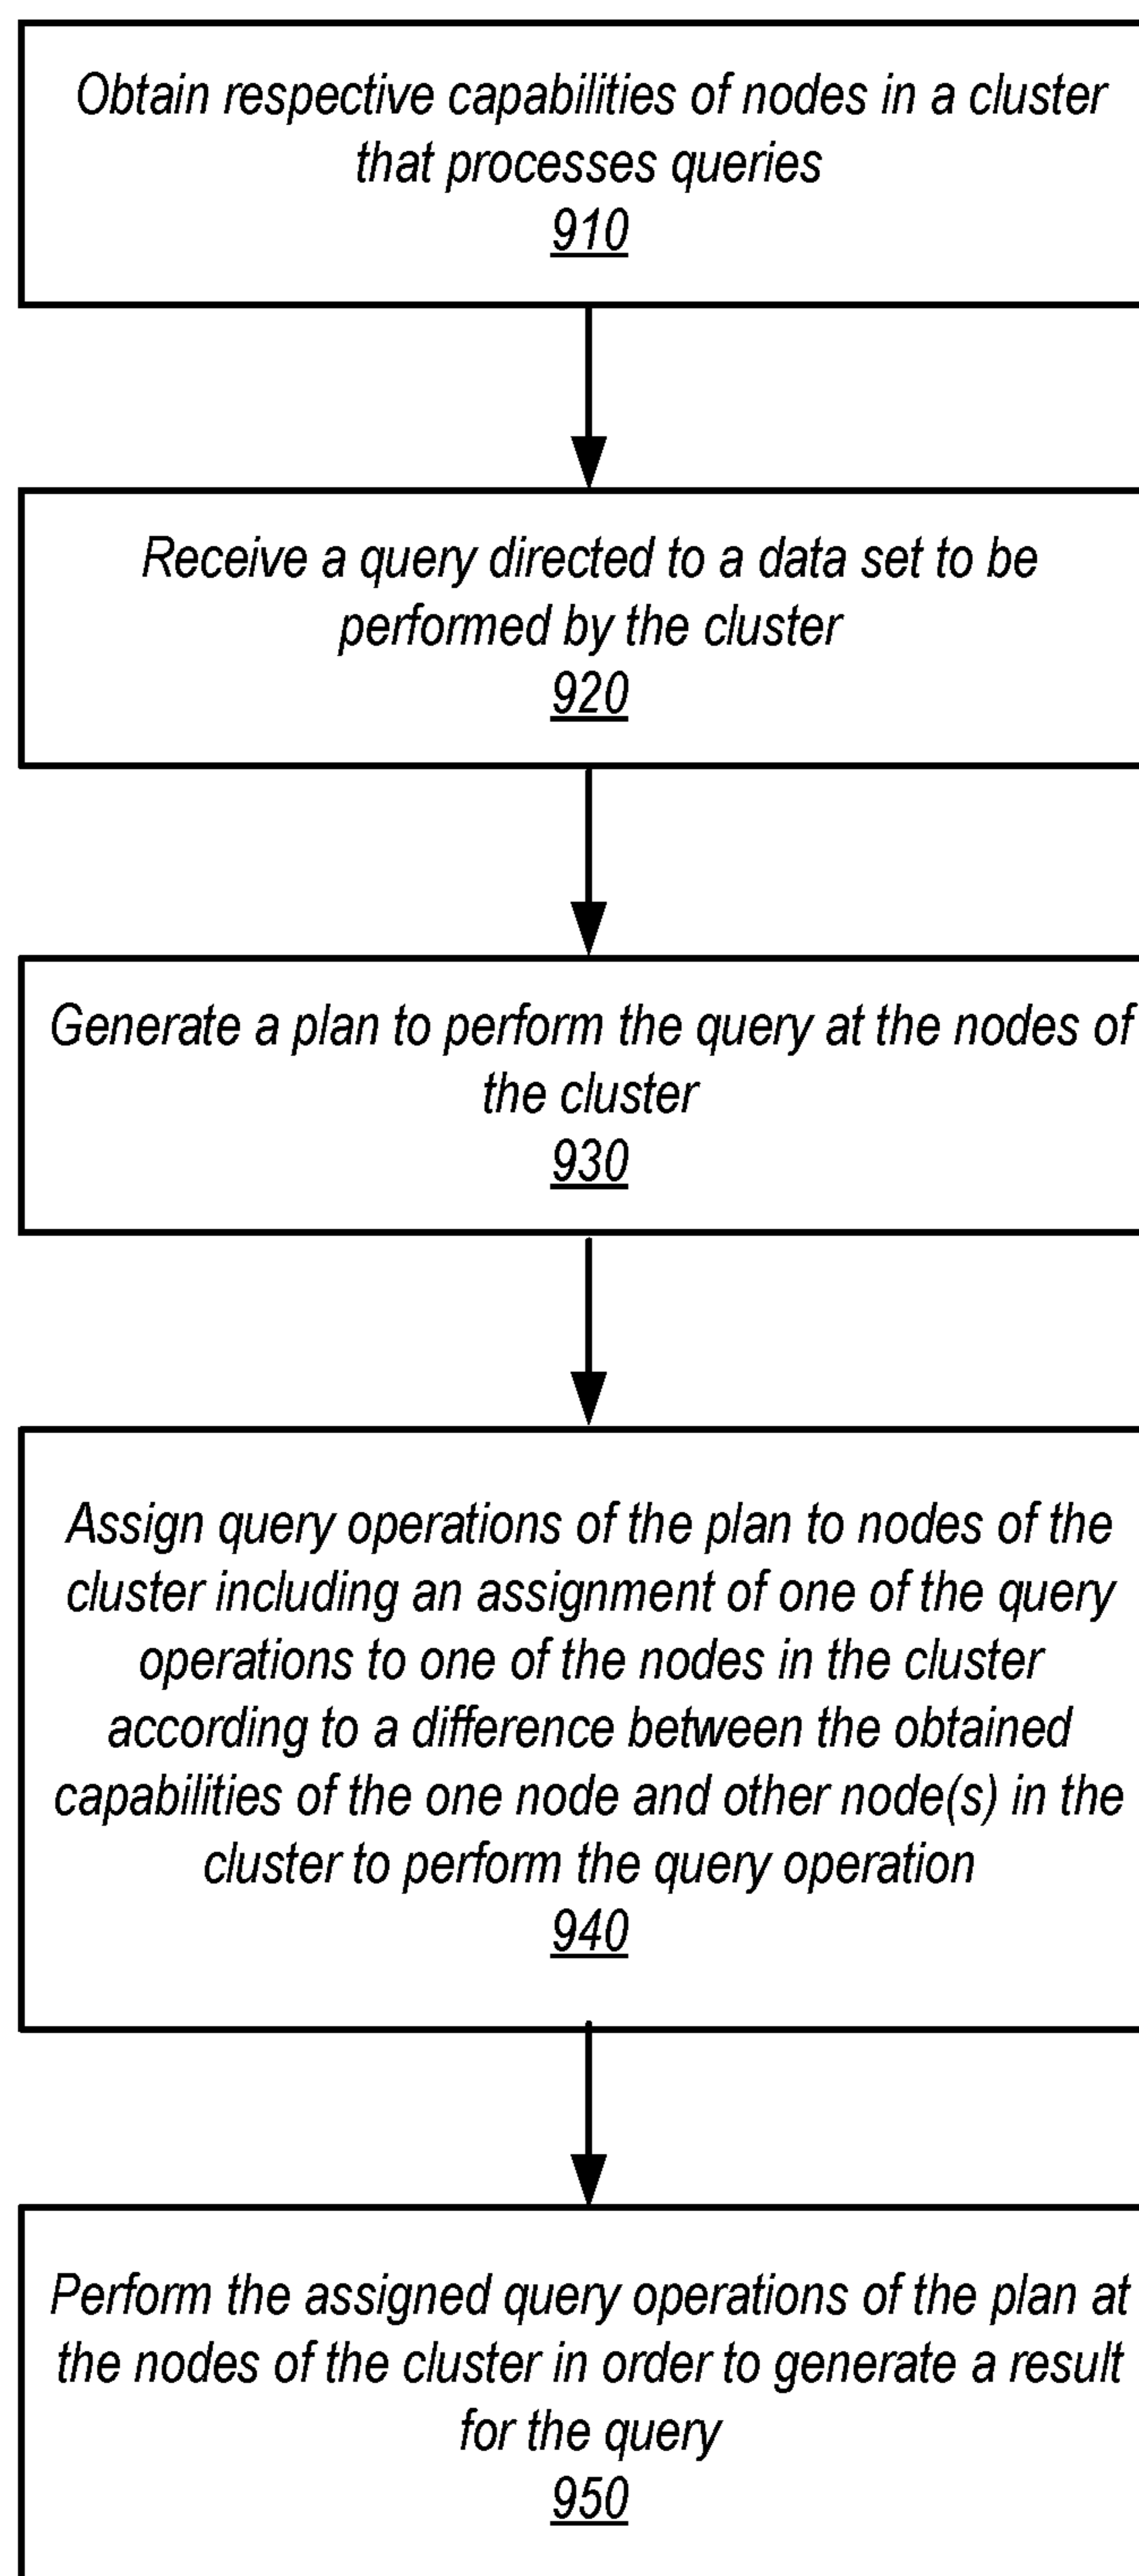 Obtain respective capabilities of nodes in a cluster
that processes queries
910
Receive a query directed to a data set to be
performed by the cluster
920
Generate a plan to perform the query at the nodes of
the cluster
930
Assign query operations of the plan to nodes of the
cluster including an assignment of one of the query
operations to one of the nodes in the cluster
according to a difference between the obtained
capabilities of the one node and other node(s) in the
cluster to perform the query operation
940
Perform the assigned query operations of the plan at
the nodes of the cluster in order to generate a result
for the query
950